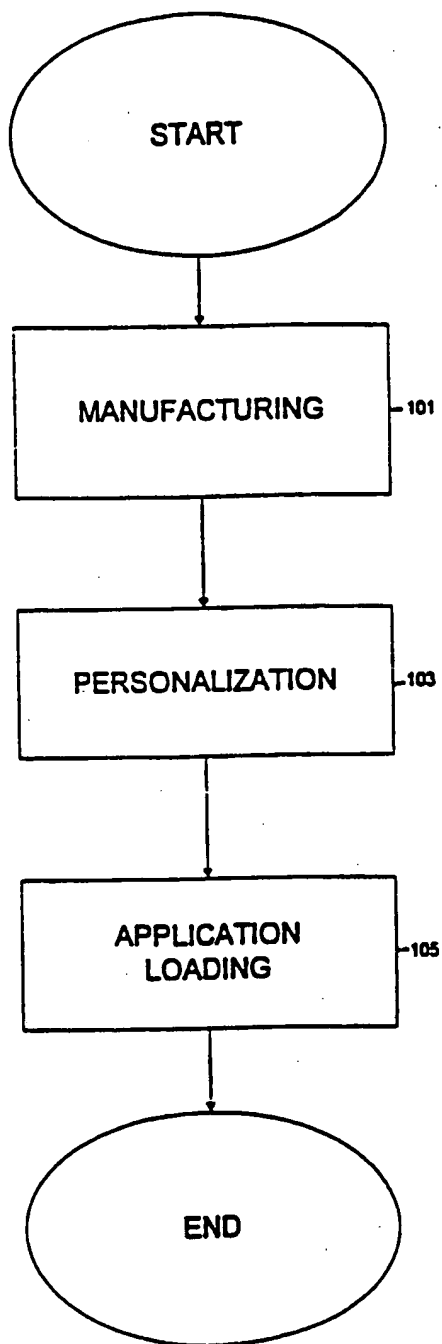 START
MANUFACTURING
101
PERSONALIZATION
103
APPLICATION
LOADING
105
END